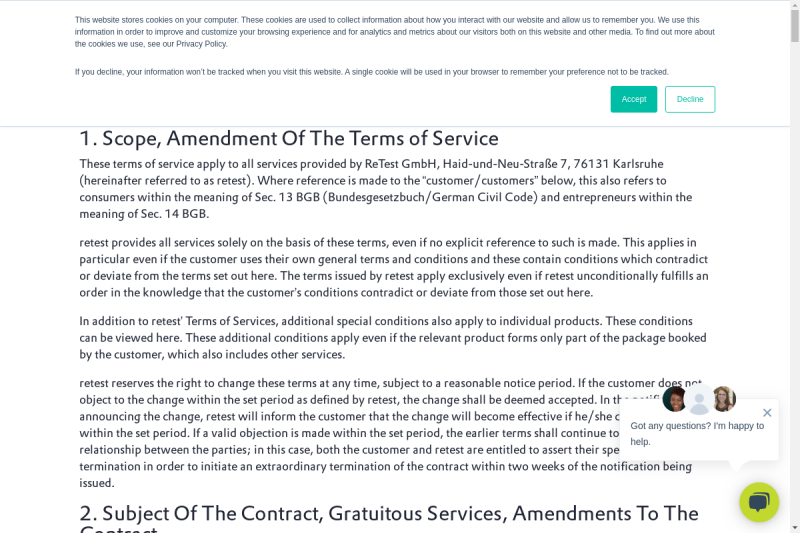 This website stores cookies on your computer. These cookies are used to collect information about how you interact with our website and allow us to remember you. We use this
information in order to improve and customize your browsing experience and for analytics and metrics about our visitors both on this website and other media. To find out more about
the cookies we use, see our Privacy Policy.
If you decline, your information won't be tracked when you visit this website. A single cookie will be used in your browser to remember your preference not to be tracked.
Accept
Decline
1. Scope, Amendment Of The Terms of Service
These terms of service apply to all services provided by ReTest GmbH, Haid-und-Neu-Straße 7, 76131 Karlsruhe
(hereinafter referred to as retest). Where reference is made to the “customer/customers” below, this also refers to
consumers within the meaning of Sec. 13 BGB (Bundesgesetzbuch/German Civil Code) and entrepreneurs within the
meaning of Sec. 14 BGB.
retest provides all services solely on the basis of these terms, even if no explicit reference to such is made. This applies in
particular even if the customer uses their own general terms and conditions and these contain conditions which contradict
or deviate from the terms set out here. The terms issued by retest apply exclusively even if retest unconditionally fulfills an
order in the knowledge that the customer's conditions contradict or deviate from those set out here.
In addition to retest' Terms of Services, additional special conditions also apply to individual products. These conditions
can be viewed here. These additional conditions apply even if the relevant product forms only part of the package booked
by the customer, which also includes other services.
retest reserves the right to change these terms at any time, subject to a reasonable notice period. If the customer does not
object to the change within the set period as defined by retest, the change shall be deemed accepted. In the
announcing the change, retest will inform the customer that the change will become effective if he/she
within the set period. If a valid objection is made within the set period, the earlier terms shall continue to
relationship between the parties; in this case, both the customer and retest are entitled to assert their
termination in order to initiate an extraordinary termination of the contract within two weeks of the notification being
issued.
Got any questions? I'm happy to
help.
2. Subject Of The Contract, Gratuitous Services, Amendments To The
Contract